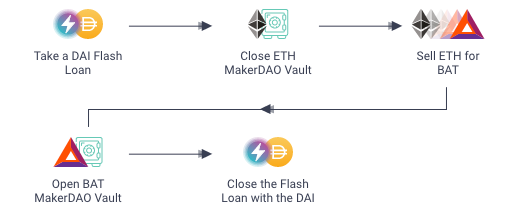 Take a DAI Flash
Loan
Close ETH
MakerDAO Vault
Sell ETH for
BAT
Open BAT
MakerDAO Vault
Close the Flash
Loan with the DAI